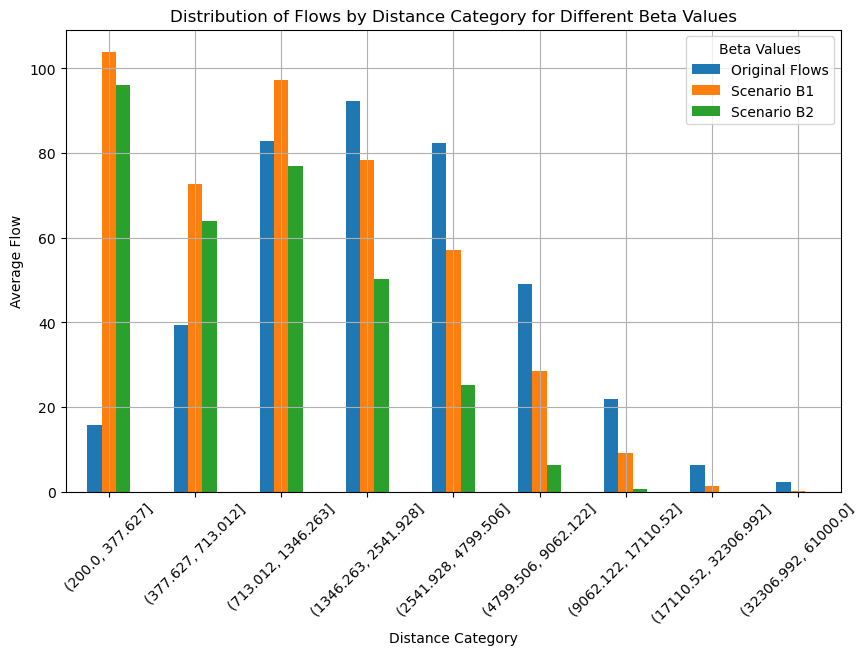 Distribution of Flows by Distance Category for Different Beta Values
Beta Values
Original Flows
Scenario B1
Scenario B2
Average Flow
100
80
60
40
20
0
(200.0, 377.627]
(377.627, 713.012]
(713.012, 1346.263]
(1346.263, 2541.928]
(2541.928, 4799.506]
(4799.506, 9062.122]
(9062.122, 17110.52]
(17110.52, 32306.992]
(32306.992, 61000.0]
Distance Category